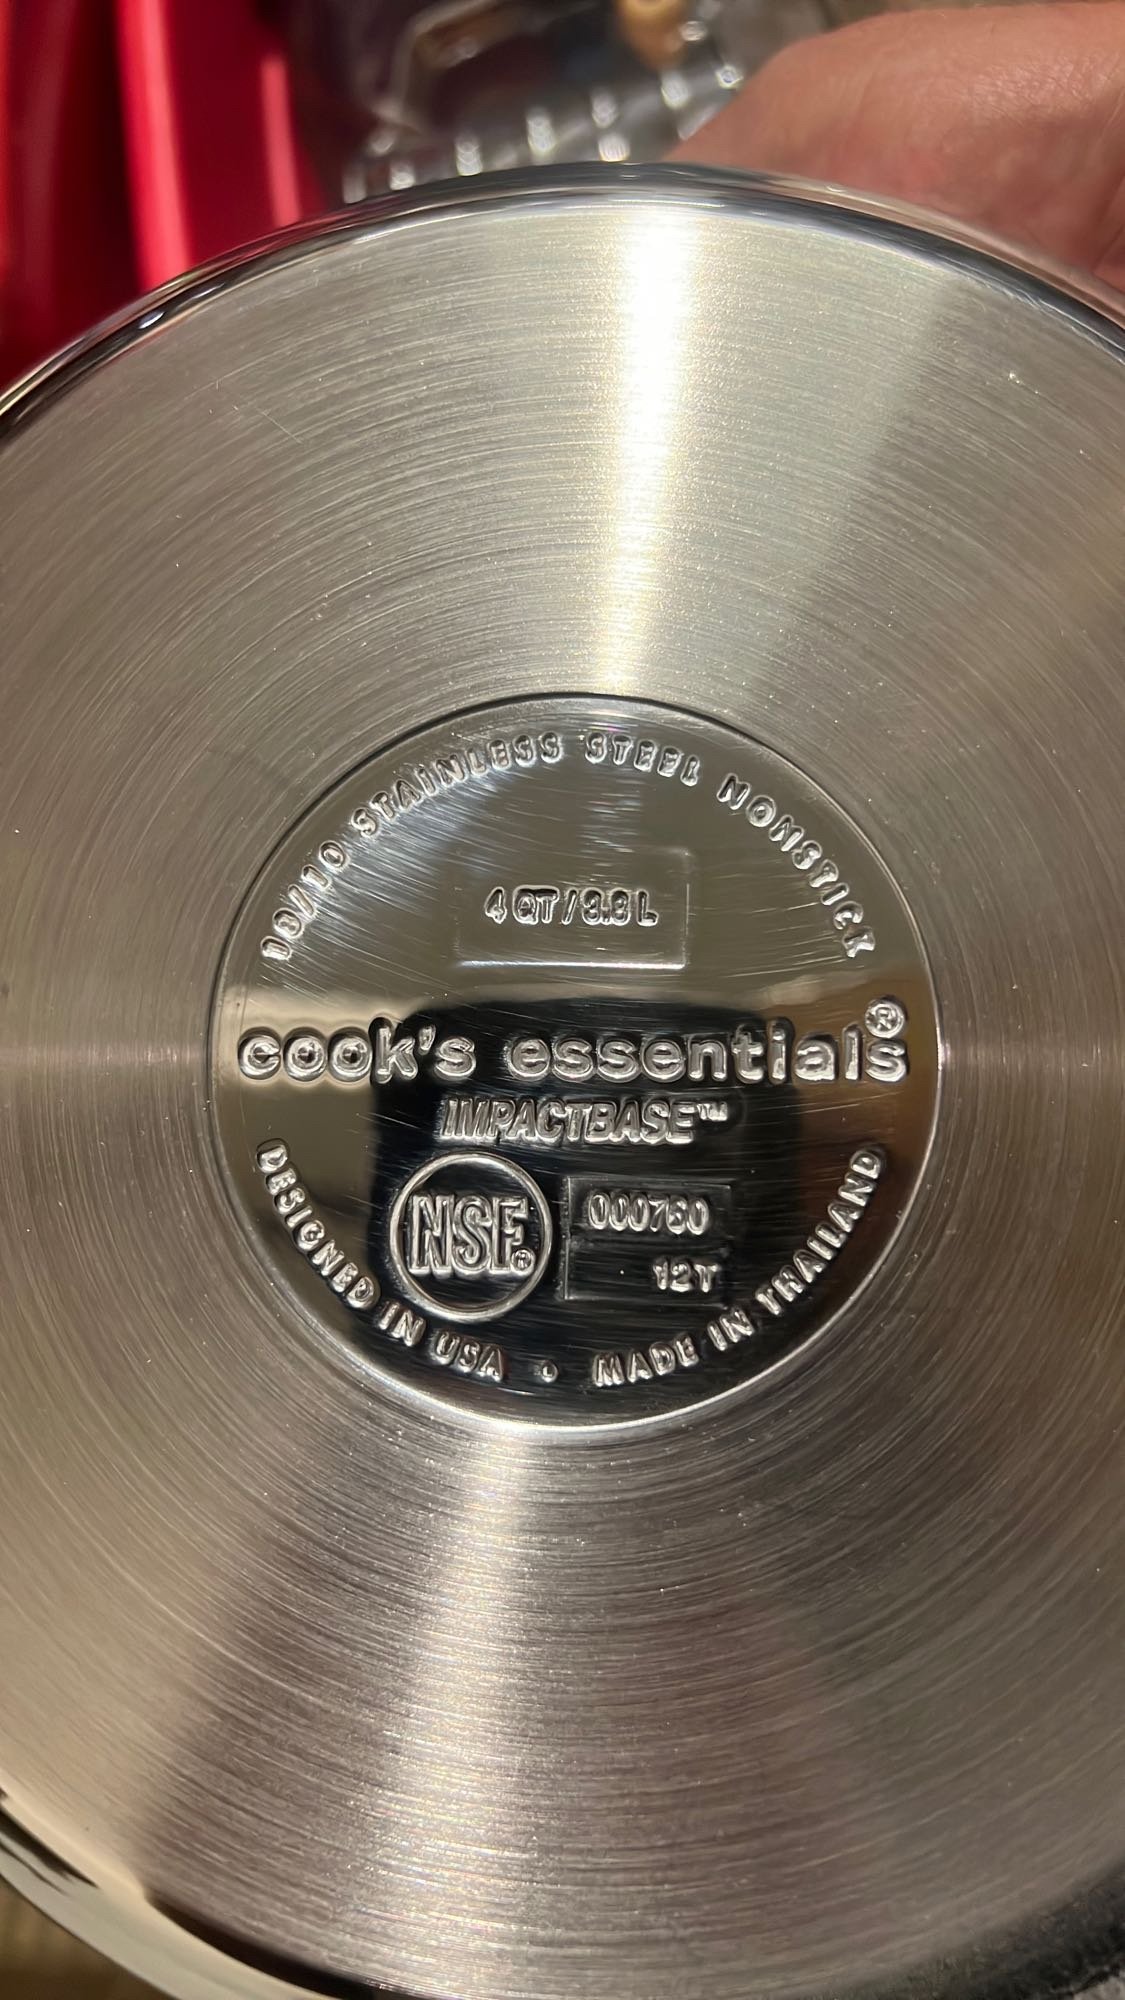 18/10 STAINLESS STEEL NONSTICK
4 QT / 3.8 L
cook's essentials®
IMPACTBASE™
NSF®
000760
12T
DESIGNED IN USA • MADE IN THAILAND